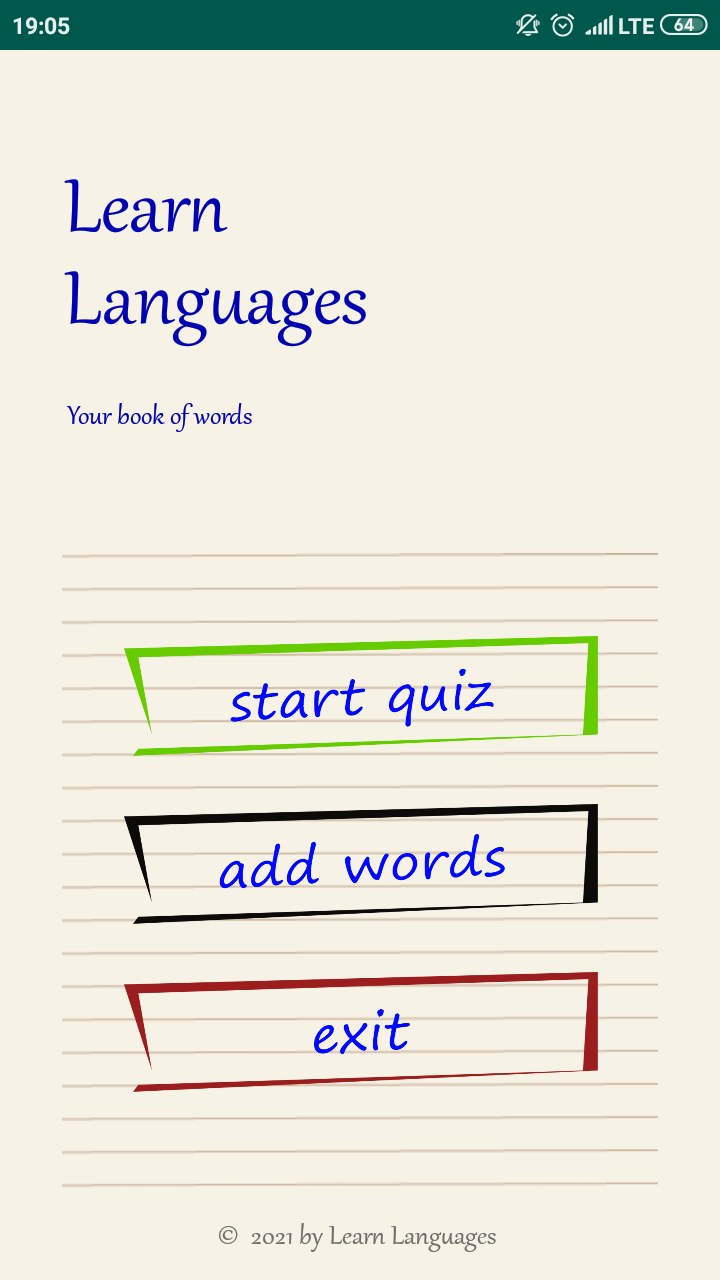 19:05 LTE 64
Learn
Languages
Your book of words
start quiz
add words
exit
© 2021 by Learn Languages